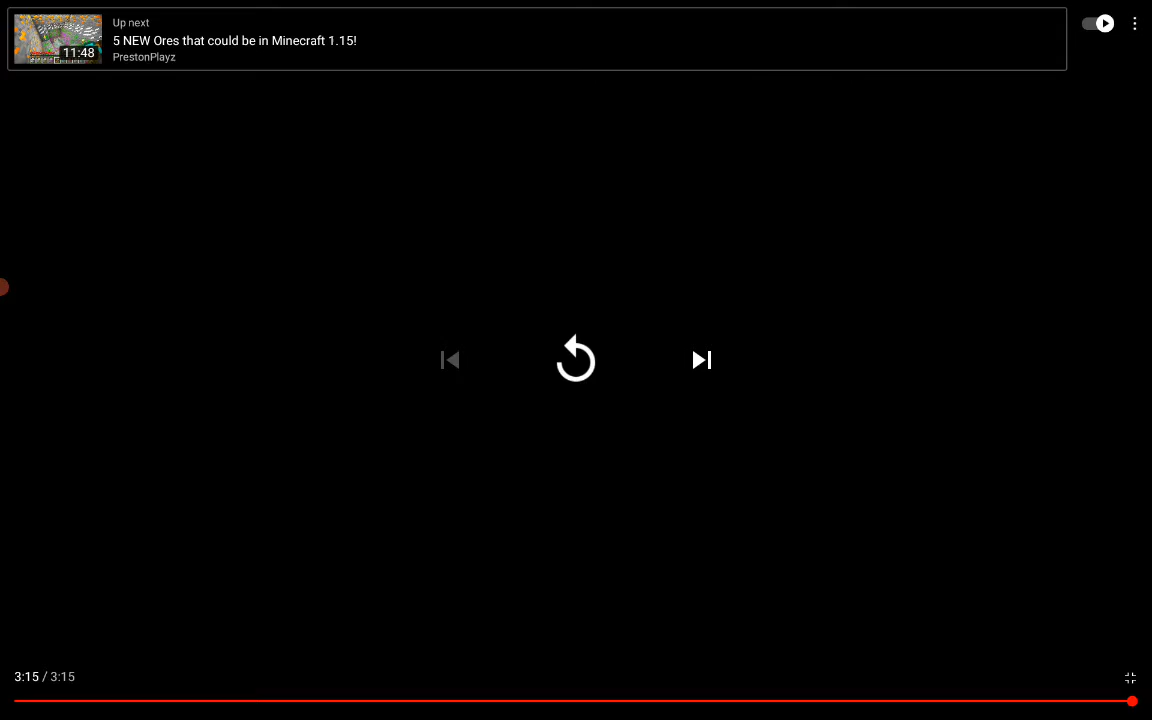 Up next
5 NEW Ores that could be in Minecraft 1.15!
11:48
PrestonPlayz
3:15 / 3:15